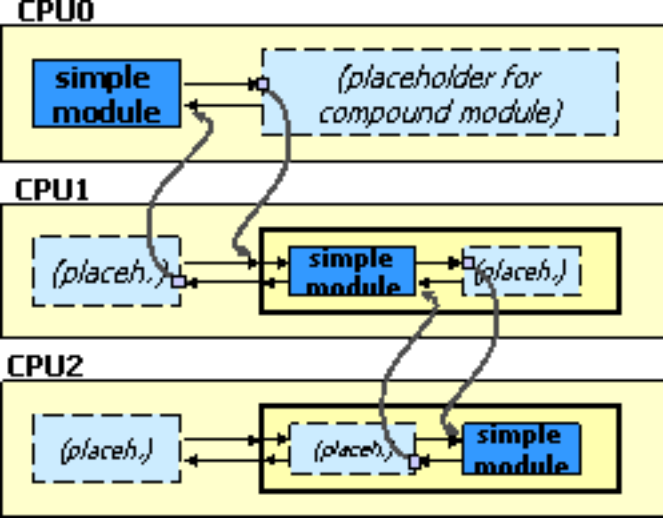 CPU0
simple
module
(placeholder for
compound module)
CPU1
(placeh.)
simple
module
(placeh.)
CPU2
(placeh.)
(placeh.)
simple
module